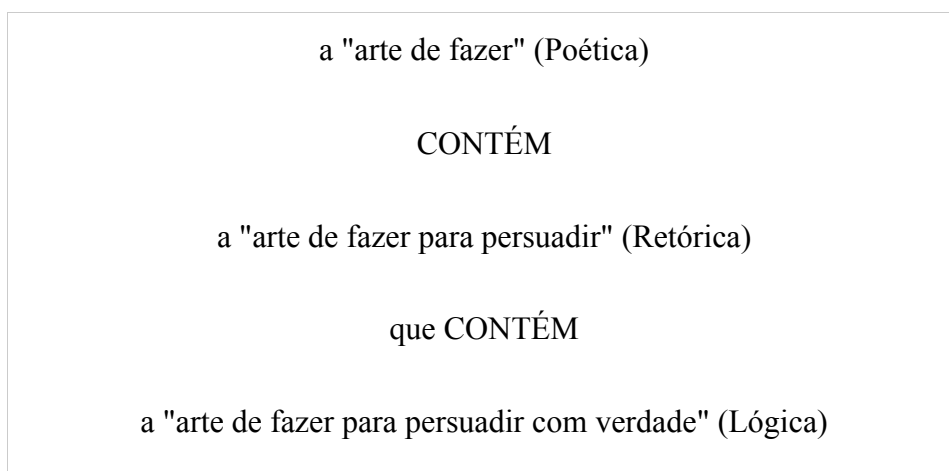 a "arte de fazer" (Poética)
CONTÉM
a "arte de fazer para persuadir" (Retórica)
que CONTÉM
a "arte de fazer para persuadir com verdade" (Lógica)